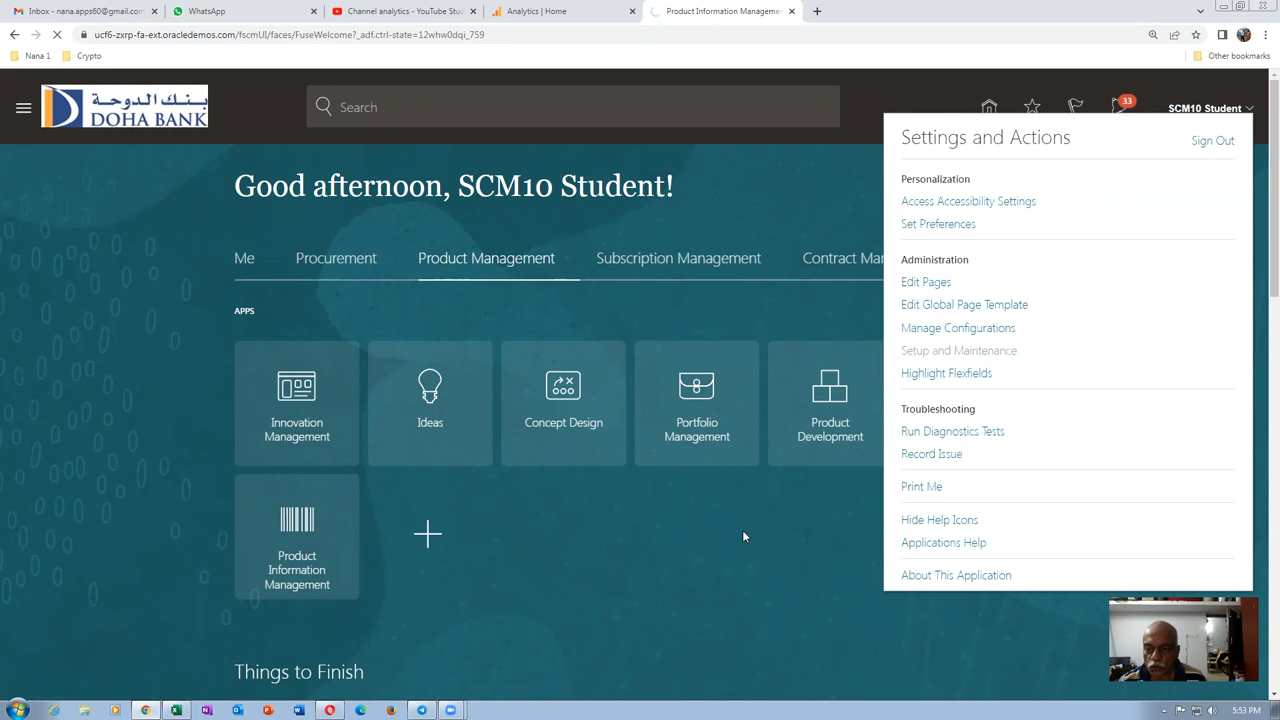 Inbox - nana.apps60@gmail.com
WhatsApp
Channel analytics - YouTube Stu
Analytics | Home
Product Information Manageme
ucf6-zxrp-fa-ext.oracledemos.com/fscmUI/faces/FuseWelcome?_adf.ctrl-state=12whw0dqi_759
Nana 1
Crypto
Other bookmarks
بنك الدوحة
DOHA BANK
Search
33
SCM10 Student
Settings and Actions
Sign Out
Good afternoon, SCM10 Student!
Me
Procurement
Product Management
Subscription Management
Contract Mar
APPS
Innovation
Management
Ideas
Concept Design
Portfolio
Management
Product
Development
Product
Information
Management
Things to Finish
Personalization
Access Accessibility Settings
Set Preferences
Administration
Edit Pages
Edit Global Page Template
Manage Configurations
Setup and Maintenance
Highlight Flexfields
Troubleshooting
Run Diagnostics Tests
Record Issue
Print Me
Hide Help Icons
Applications Help
About This Application
5:53 PM